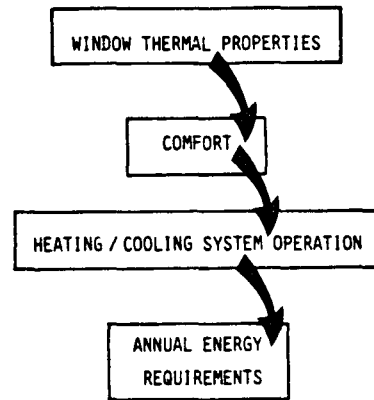 WINDOW THERMAL PROPERTIES
COMFORT
HEATING / COOLING SYSTEM OPERATION
ANNUAL ENERGY
REQUIREMENTS